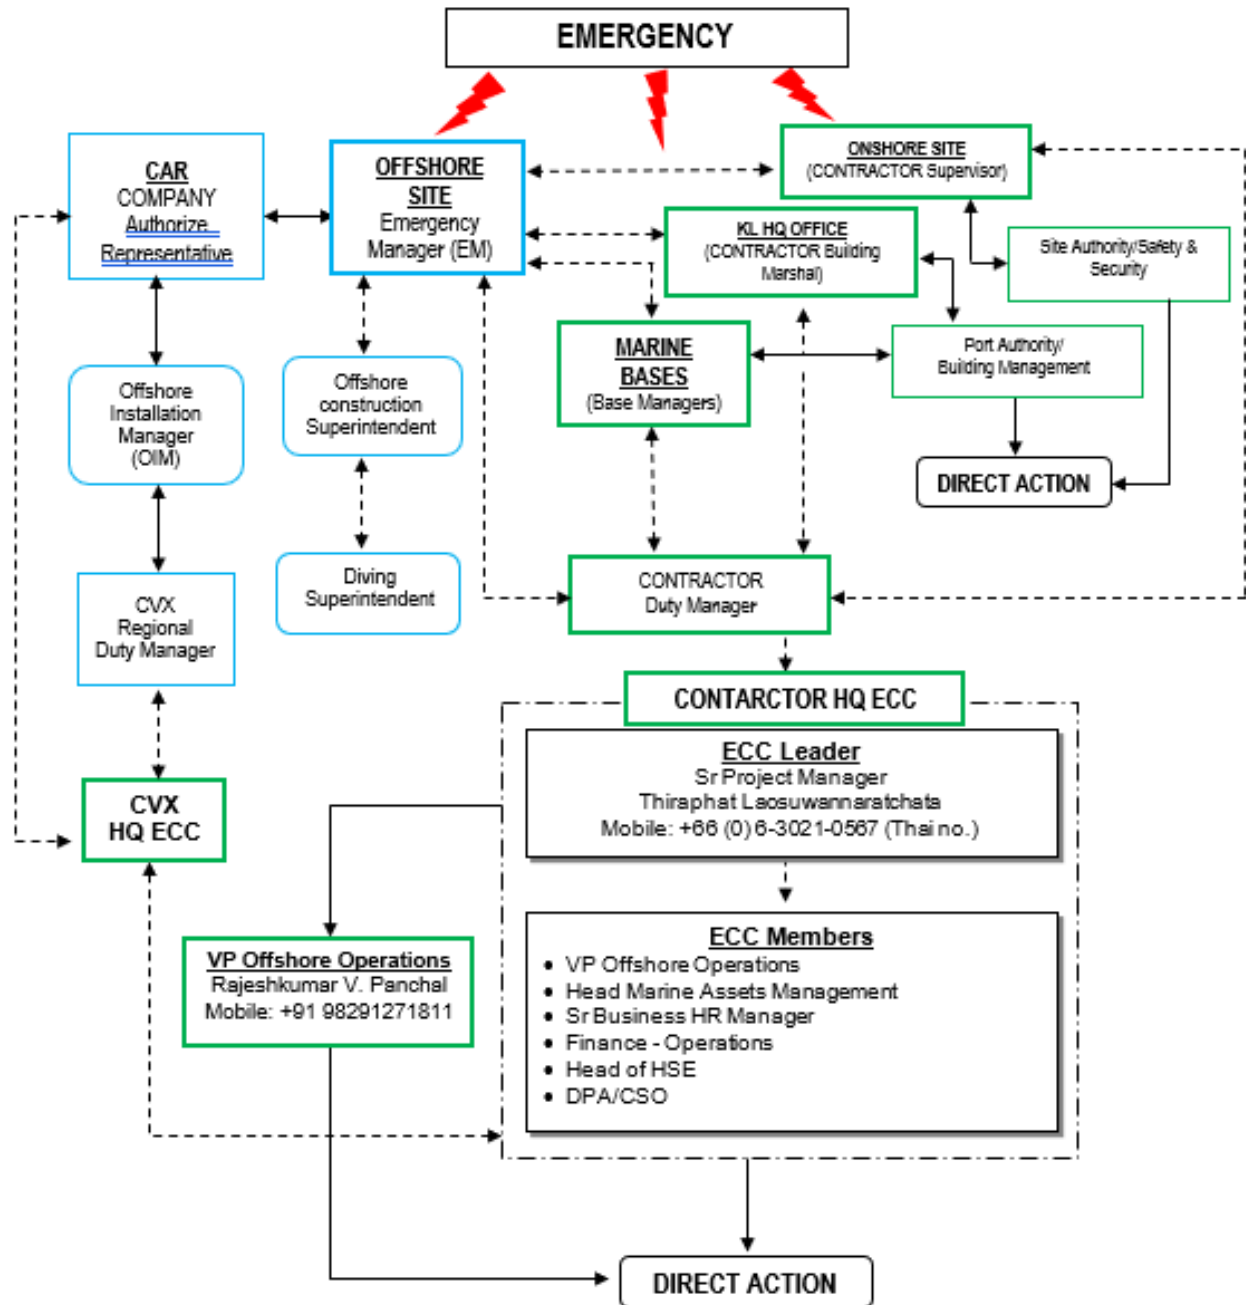 EMERGENCY
CAR
COMPANY
Authorize
Representative
OFFSHORE
SITE
Emergency
Manager (EM)
ONSHORE SITE
(CONTRACTOR Supervisor)
KL HQ OFFICE
(CONTRACTOR Building
Marshal)
Site Authority/Safety &
Security
MARINE
BASES
(Base Managers)
Port Authority/
Building Management
Offshore
Installation
Manager
(OIM)
Offshore
construction
Superintendent
DIRECT ACTION
Diving
Superintendent
CONTRACTOR
Duty Manager
CVX
Regional
Duty Manager
CONTARCTOR HQ ECC
ECC Leader
Sr Project Manager
Thiraphat Laosuwannaratchata
Mobile: +66 (0) 6-3021-0567 (Thai no.)
CVX
HQ ECC
VP Offshore Operations
Rajeshkumar V. Panchal
Mobile: +91 98291271811
ECC Members
• VP Offshore Operations
• Head Marine Assets Management
• Sr Business HR Manager
• Finance - Operations
• Head of HSE
• DPA/CSO
DIRECT ACTION